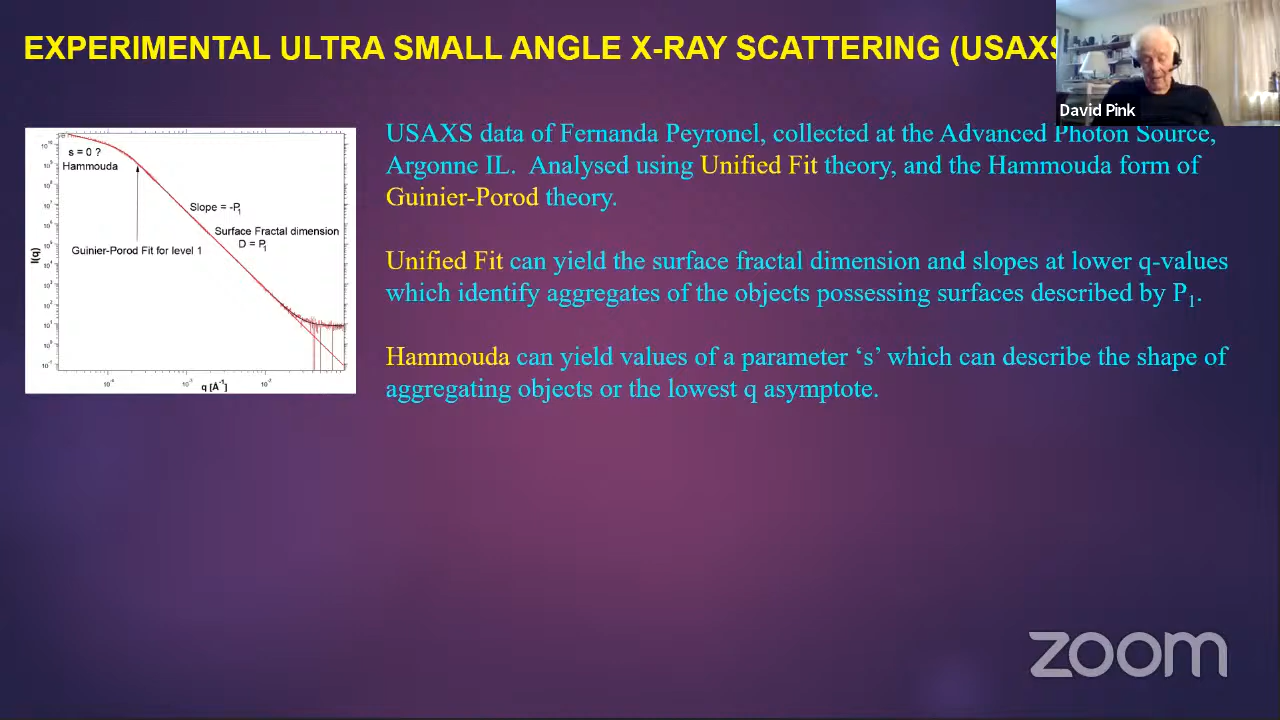 EXPERIMENTAL ULTRA SMALL ANGLE X-RAY SCATTERING (USAXS
David Pink
USAXS data of Fernanda Peyronel, collected at the Advanced Photon Source,
Argonne IL. Analysed using Unified Fit theory, and the Hammouda form of
Guinier-Porod theory.
Unified Fit can yield the surface fractal dimension and slopes at lower q-values
which identify aggregates of the objects possessing surfaces described by P1.
Hammouda can yield values of a parameter ‘s’ which can describe the shape of
aggregating objects or the lowest q asymptote.
s = 0 ?
Hammouda
Slope = -P1
Surface Fractal dimension
D = P1
Guinier-Porod Fit for level 1
I(q)
q [A⁻¹]
zoom